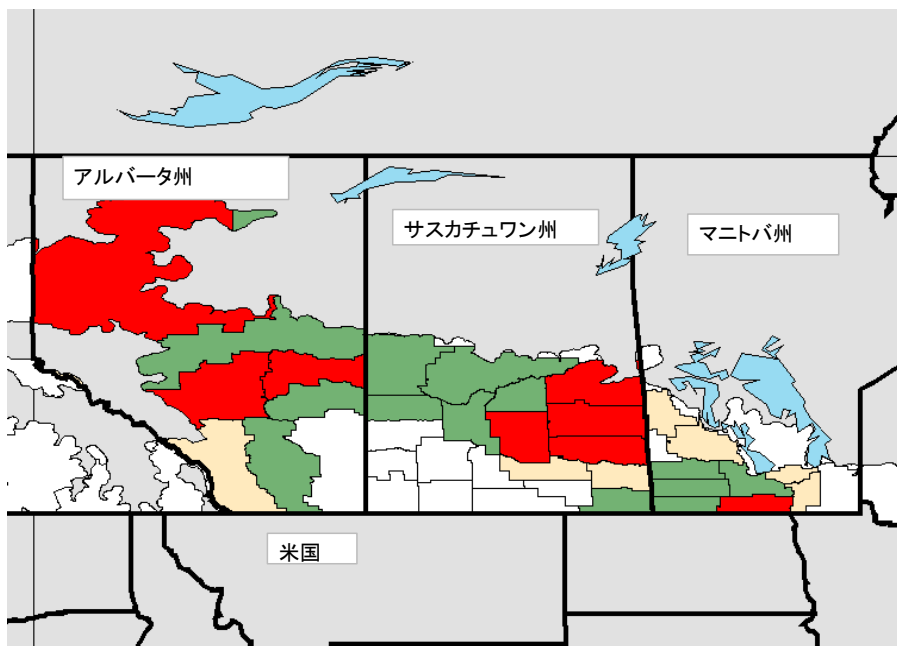 アルバータ州
サスカチュワン州
マニトバ州
米国